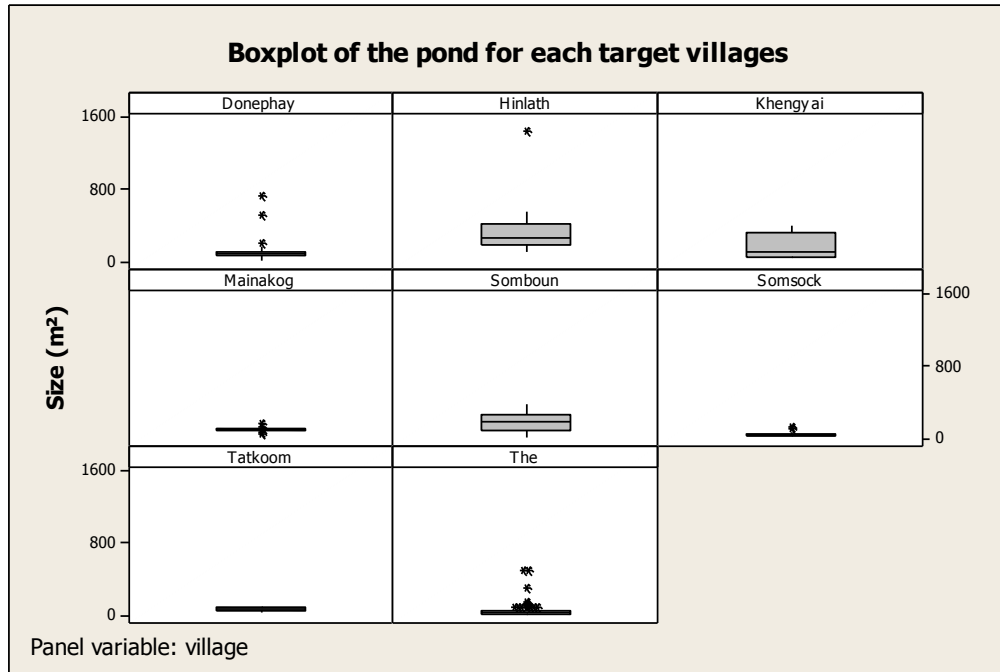 Boxplot of the pond for each target villages
Donephay Hinlath Khengyai
1600
800
0
Mainakog Somboun Somsock
1600
800
0
Size (m²)
Tatkoom The
1600
800
0
Panel variable: village